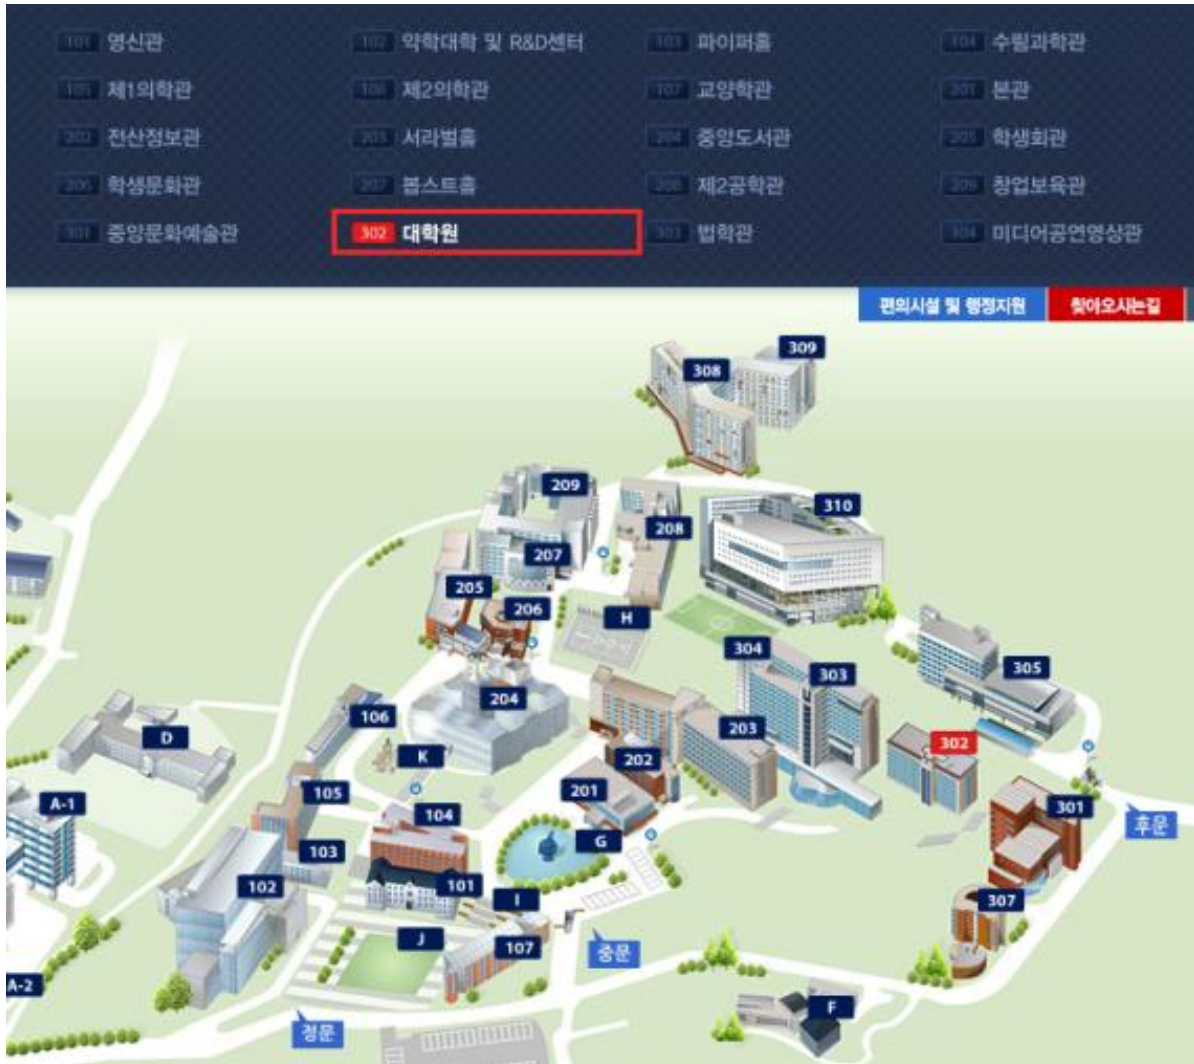 101 영신관
102 약학대학 및 R&D센터
103 파이퍼홀
104 수림과학관
105 제1의학관
106 제2의학관
107 교양학관
201 본관
202 전산정보관
203 서라벌홀
204 중앙도서관
205 학생회관
206 학생문화관
207 봅스트홀
208 제2공학관
209 창업보육관
301 중앙문화예술관
302 대학원
303 법학관
304 미디어공연영상관
편의시설 및 행정지원
찾아오시는길
309
308
209
310
208
207
205
206
H
304
305
303
204
106
203
D
K
302
202
105
201
A-1
301
104
후문
G
103
102
101
I
307
J
107
중문
A-2
F
정문